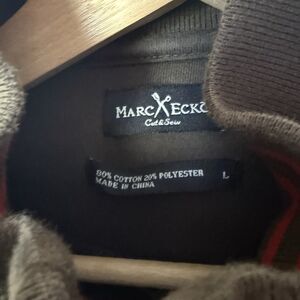 MARC ECKO
Cut&Sew
80% COTTON 20% POLYESTER L
MADE IN CHINA